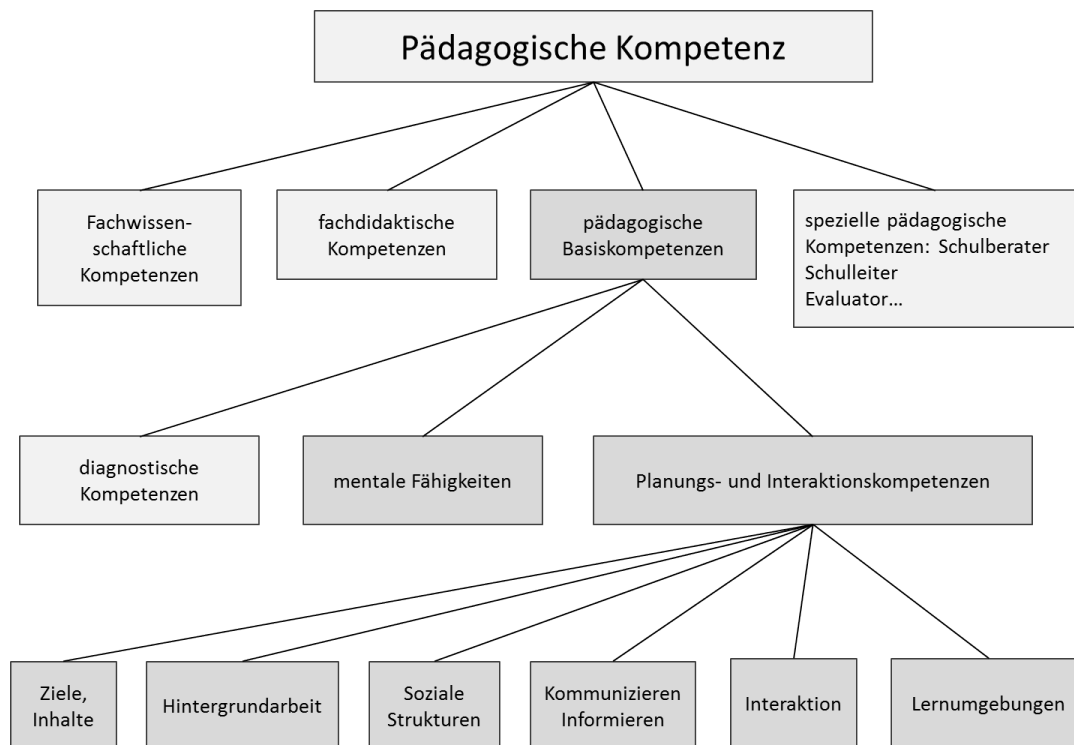 Pädagogische Kompetenz
Fachwissen-
schaftliche
Kompetenzen
fachdidaktische
Kompetenzen
pädagogische
Basiskompetenzen
spezielle pädagogische
Kompetenzen: Schulberater
Schulleiter
Evaluator...
diagnostische
Kompetenzen
mentale Fähigkeiten
Planungs- und Interaktionskompetenzen
Ziele,
Inhalte
Hintergrundarbeit
Soziale
Strukturen
Kommunizieren
Informieren
Interaktion
Lernumgebungen